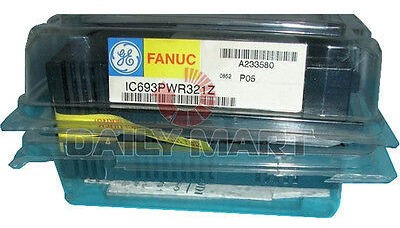 GE FANUC
IC693PWR321Z
A233580
0852 P05
DAILY MART